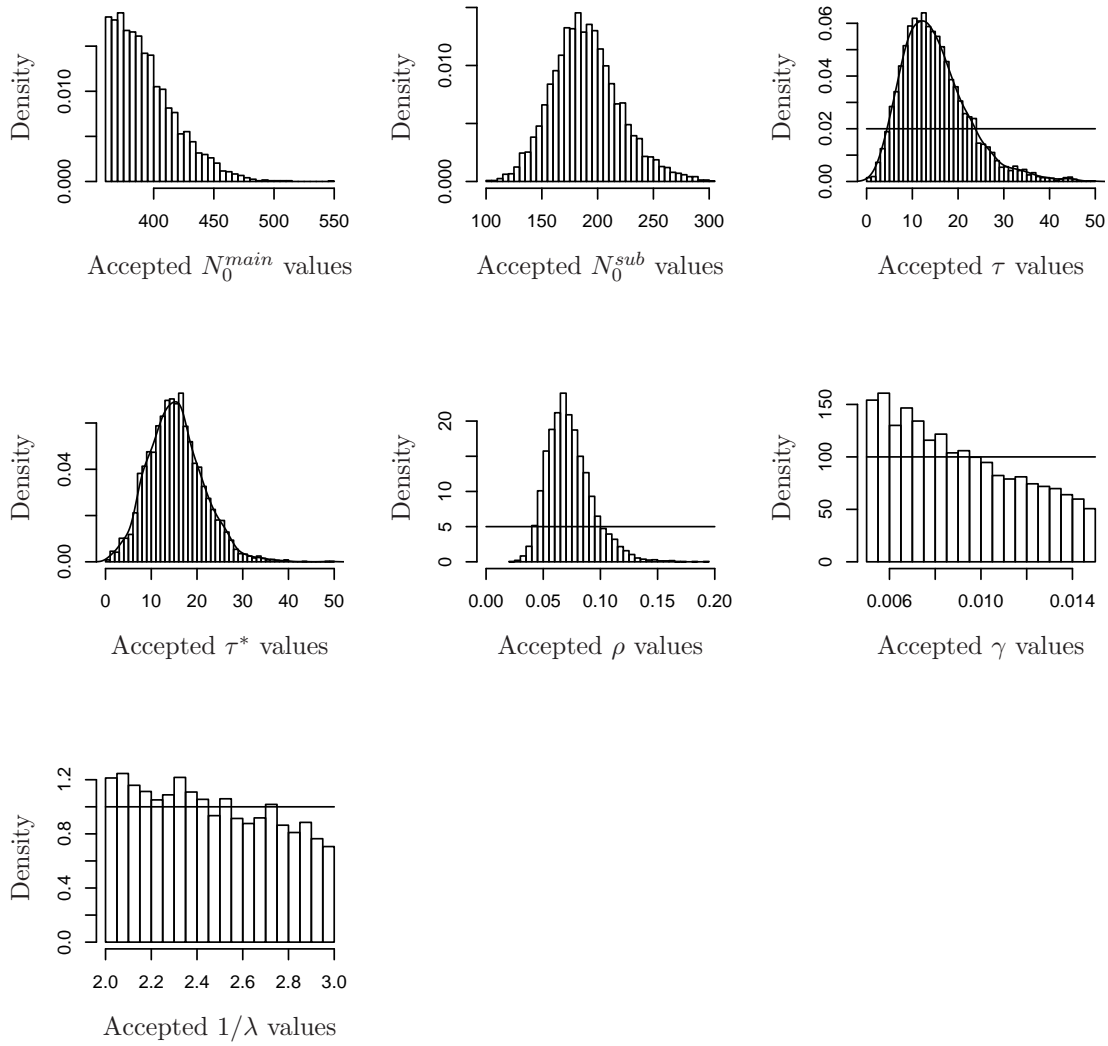 Density
0.000 0.010
400 450 500 550
Accepted $N_0^{main}$ values
Density
0.000 0.010
100 150 200 250 300
Accepted $N_0^{sub}$ values
Density
0.00 0.02 0.04 0.06
0 10 20 30 40 50
Accepted τ values
Density
0.00 0.04
0 10 20 30 40 50
Accepted τ* values
Density
0 5 10 20
0.00 0.05 0.10 0.15 0.20
Accepted ρ values
Density
0 50 100 150
0.006 0.010 0.014
Accepted γ values
Density
0.0 0.4 0.8 1.2
2.0 2.2 2.4 2.6 2.8 3.0
Accepted 1/λ values